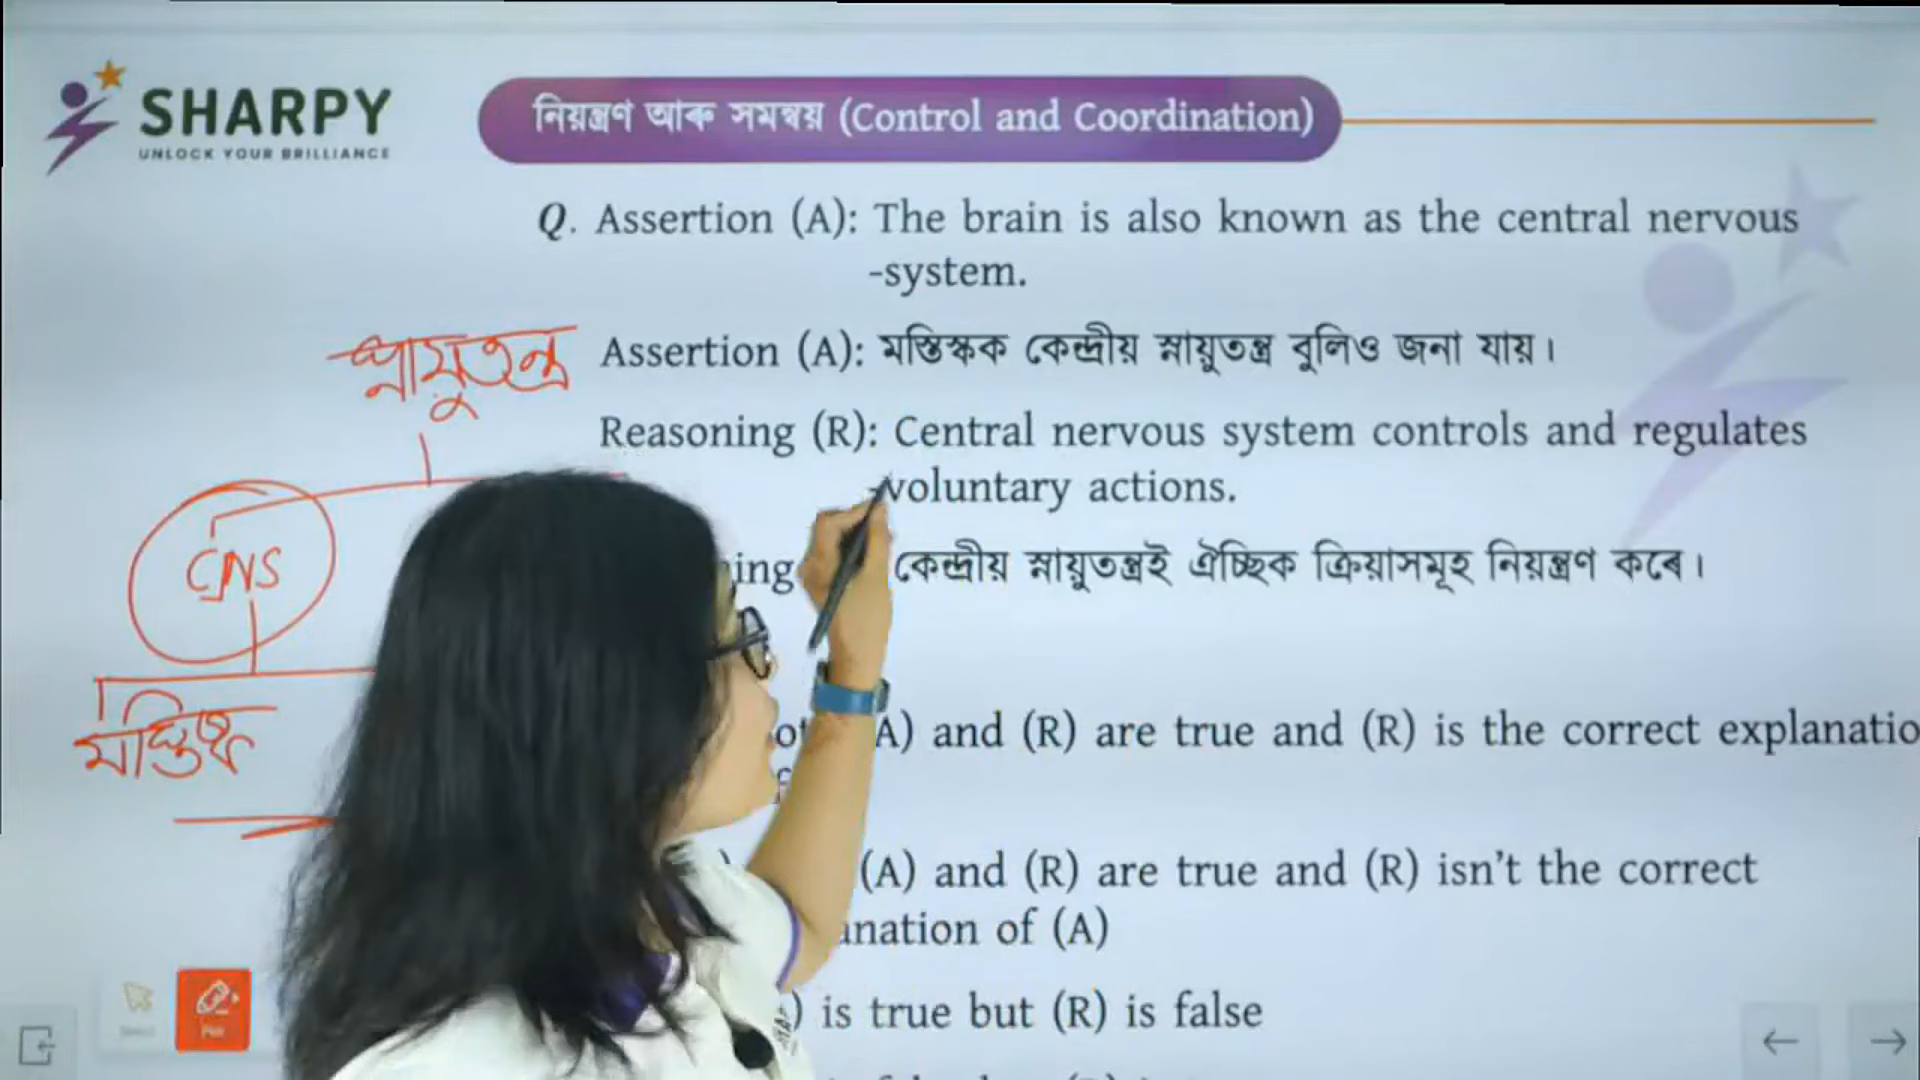 SHARPY
UNLOCK YOUR BRILLIANCE
নিয়ন্ত্ৰণ আৰু সমন্বয় (Control and Coordination)
Q. Assertion (A): The brain is also known as the central nervous
-system.
স্নায়ুতন্ত্ৰ
Assertion (A): মস্তিষ্কক কেন্দ্ৰীয় স্নায়ুতন্ত্ৰ বুলিও জনা যায়।
Reasoning (R): Central nervous system controls and regulates
-voluntary actions.
CNS
কেন্দ্ৰীয় স্নায়ুতন্ত্ৰই ঐচ্ছিক ক্ৰিয়াসমূহ নিয়ন্ত্ৰণ কৰে।
মস্তিষ্ক
A) and (R) are true and (R) is the correct explanatio
(A) and (R) are true and (R) isn't the correct
anation of (A)
) is true but (R) is false
Pen